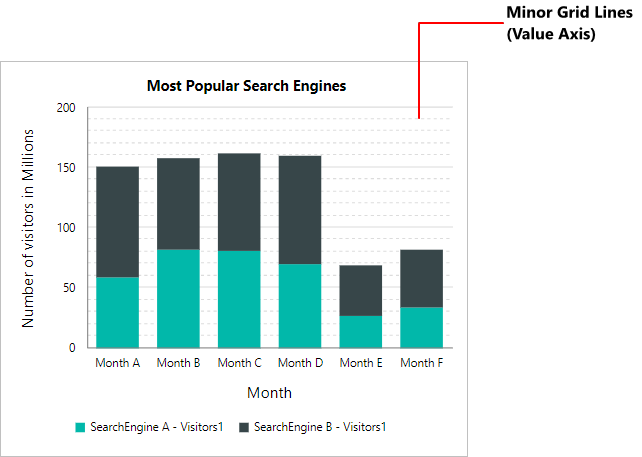 Minor Grid Lines
(Value Axis)
Most Popular Search Engines
Number of visitors in Millions
200
150
100
50
0
Month A Month B Month C Month D Month E Month F
Month
SearchEngine A - Visitors1 SearchEngine B - Visitors1